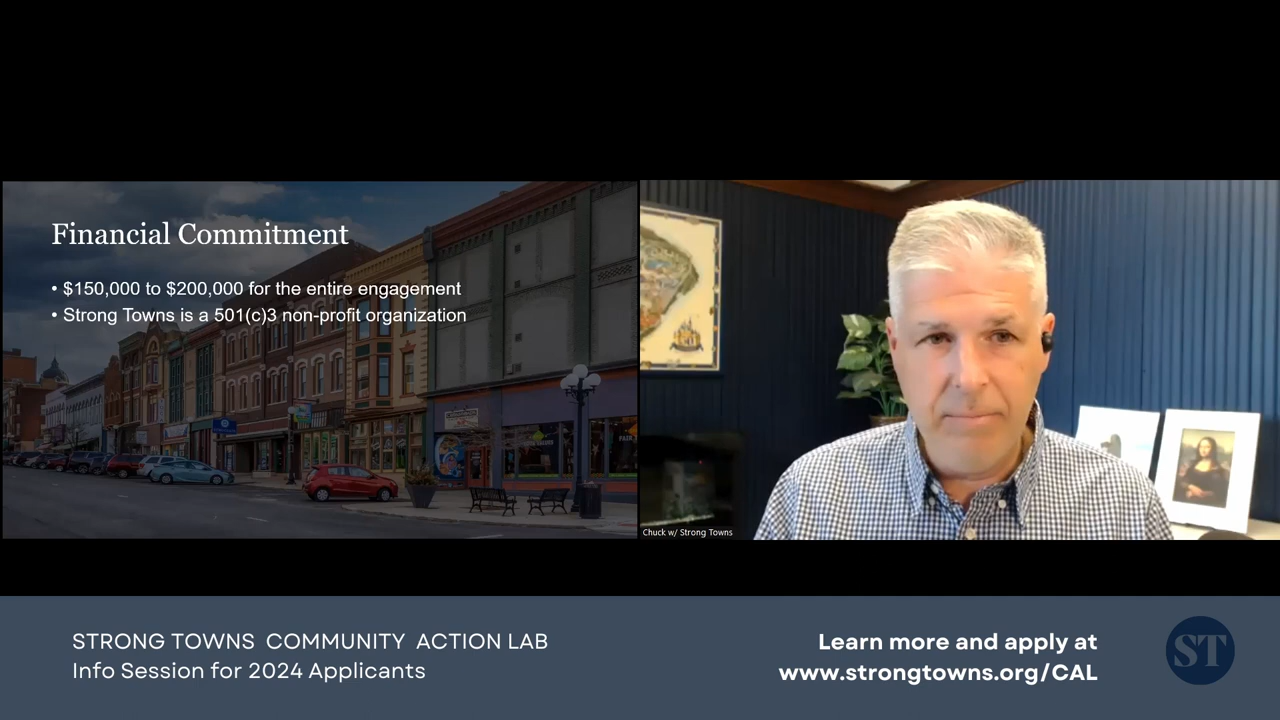 Financial Commitment
• $150,000 to $200,000 for the entire engagement
• Strong Towns is a 501(c)3 non-profit organization
Chuck w/ Strong Towns
STRONG TOWNS COMMUNITY ACTION LAB
Info Session for 2024 Applicants
Learn more and apply at
www.strongtowns.org/CAL
ST